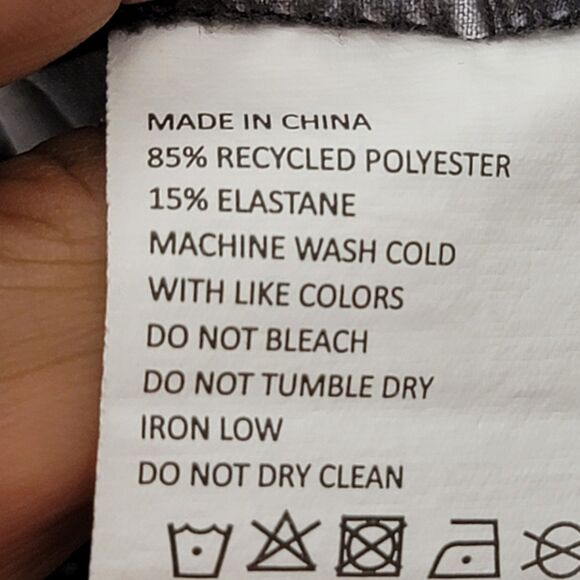 MADE IN CHINA
85% RECYCLED POLYESTER
15% ELASTANE
MACHINE WASH COLD
WITH LIKE COLORS
DO NOT BLEACH
DO NOT TUMBLE DRY
IRON LOW
DO NOT DRY CLEAN